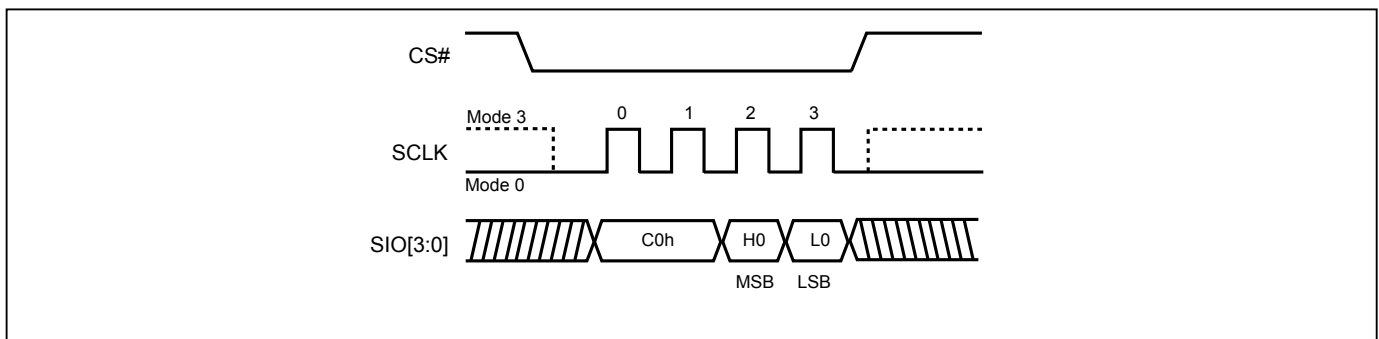 CS#
Mode 3 0 1 2 3
SCLK
Mode 0
SIO[3:0] C0h H0 L0
MSB LSB